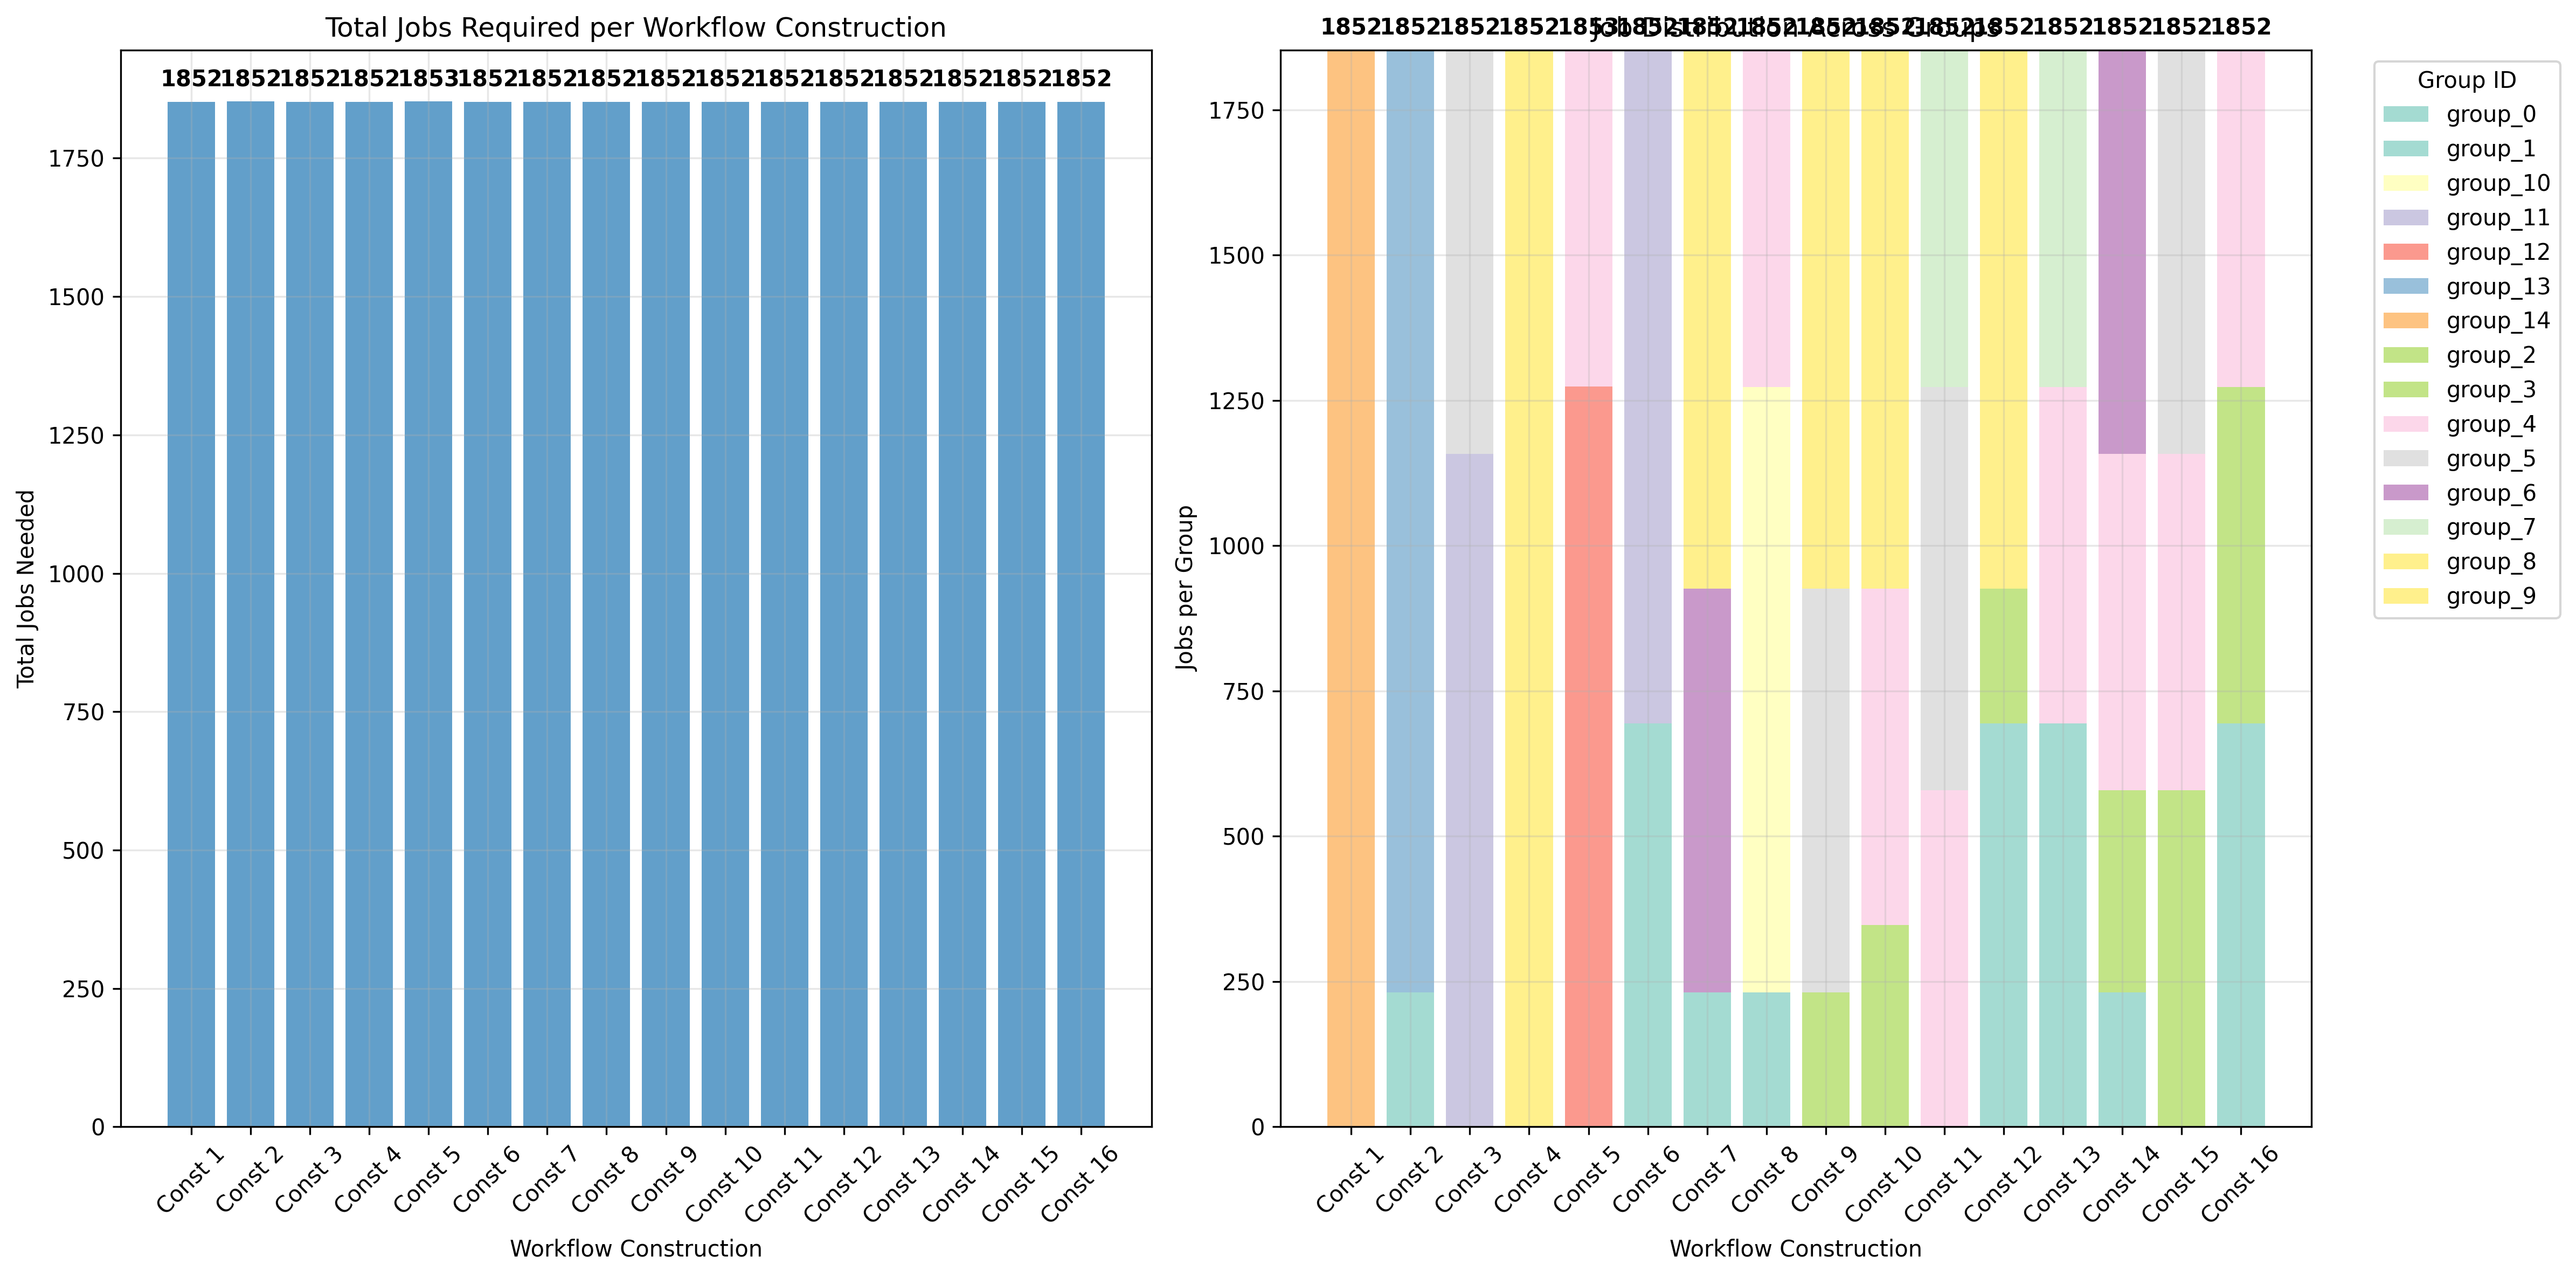 Total Jobs Required per Workflow Construction
1852 1852 1852 1852 1853 1852 1852 1852 1852 1852 1852 1852 1852 1852 1852 1852
Total Jobs Needed
1750
1500
1250
1000
750
500
250
0
Const 1 Const 2 Const 3 Const 4 Const 5 Const 6 Const 7 Const 8 Const 9 Const 10 Const 11 Const 12 Const 13 Const 14 Const 15 Const 16
Workflow Construction
Job Distribution Across Groups
1852 1852 1852 1852 1853 1852 1852 1852 1852 1852 1852 1852 1852 1852 1852 1852
Jobs per Group
1750
1500
1250
1000
750
500
250
0
Const 1 Const 2 Const 3 Const 4 Const 5 Const 6 Const 7 Const 8 Const 9 Const 10 Const 11 Const 12 Const 13 Const 14 Const 15 Const 16
Workflow Construction
Group ID
group_0
group_1
group_10
group_11
group_12
group_13
group_14
group_2
group_3
group_4
group_5
group_6
group_7
group_8
group_9